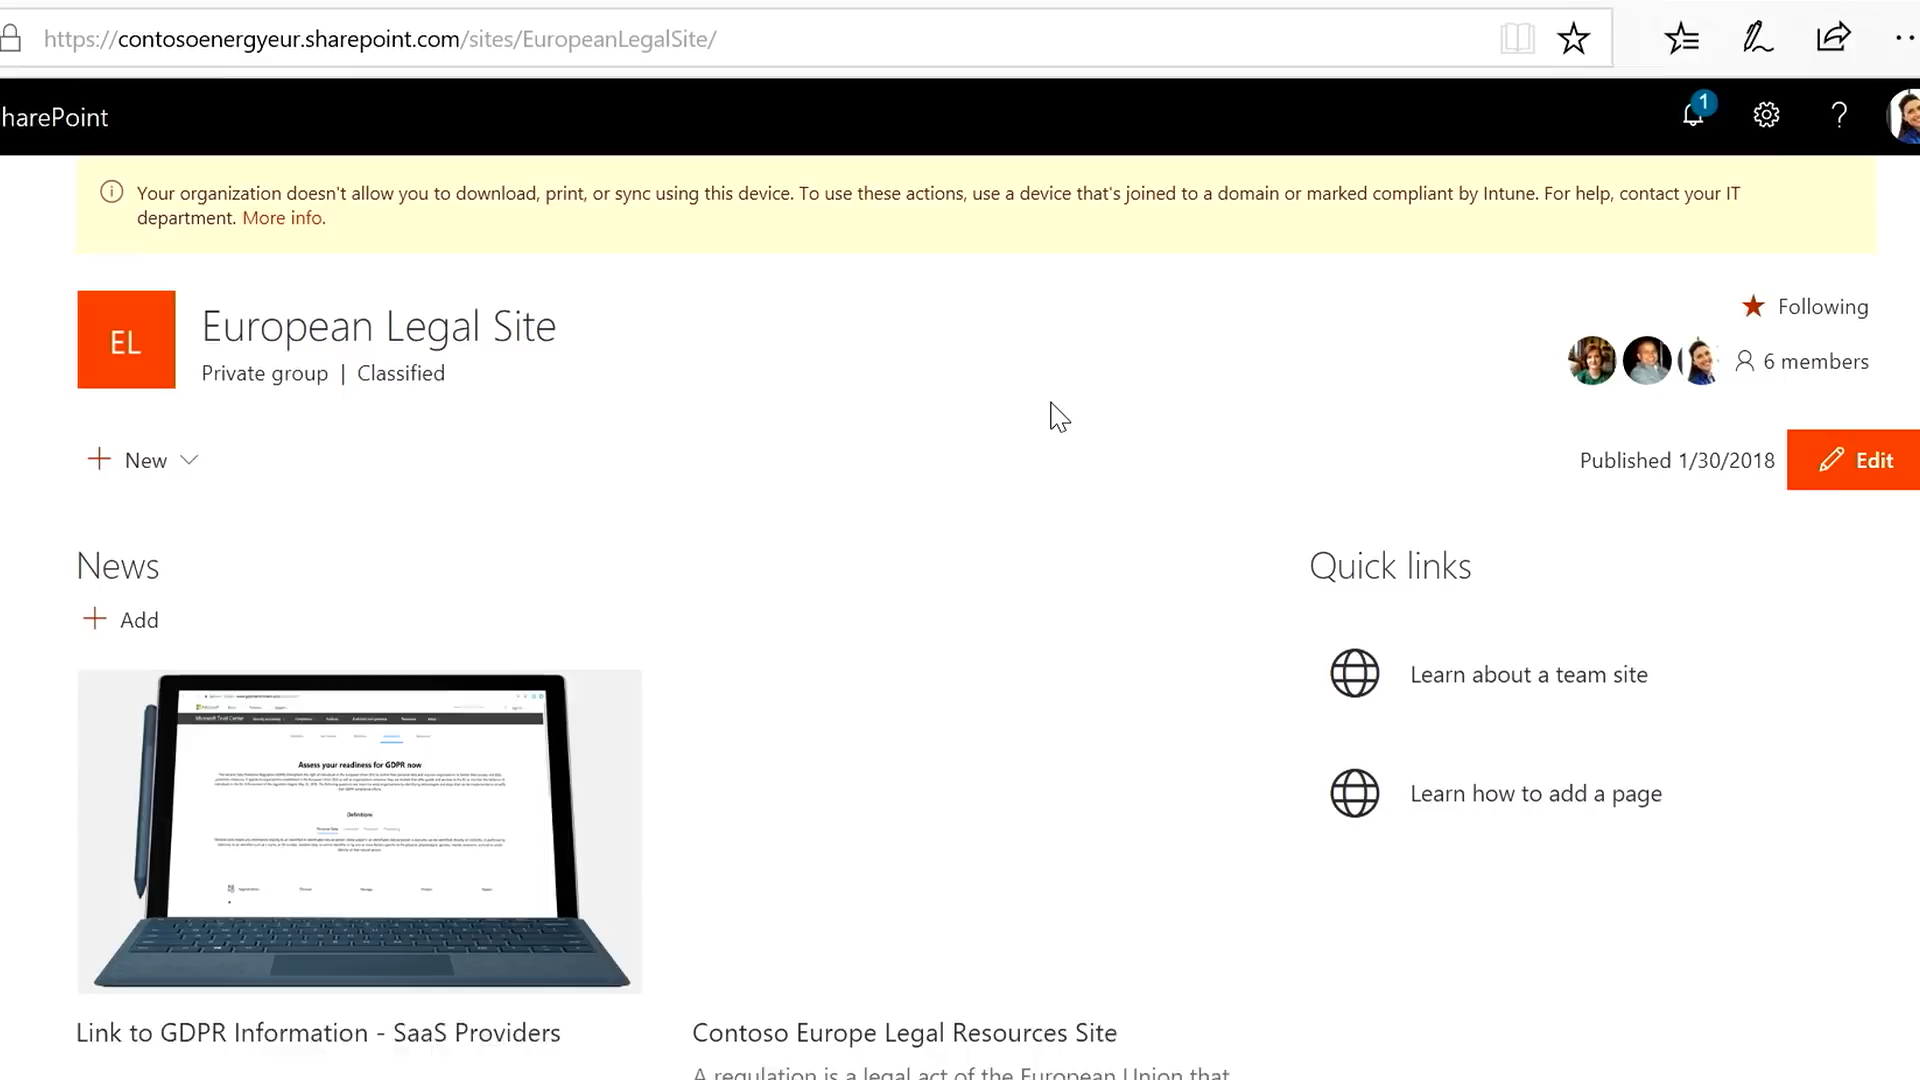 https://contosoenergyeur.sharepoint.com/sites/EuropeanLegalSite/
harePoint
1
?
Your organization doesn't allow you to download, print, or sync using this device. To use these actions, use a device that's joined to a domain or marked compliant by Intune. For help, contact your IT
department. More info.
EL
European Legal Site
Private group | Classified
Following
6 members
New
Published 1/30/2018
Edit
News
Add
Quick links
Learn about a team site
Learn how to add a page
Microsoft Trust Center
Assess your readiness for GDPR now
Definitions
Link to GDPR Information - SaaS Providers
Contoso Europe Legal Resources Site
A regulation is a legal act of the European Union that